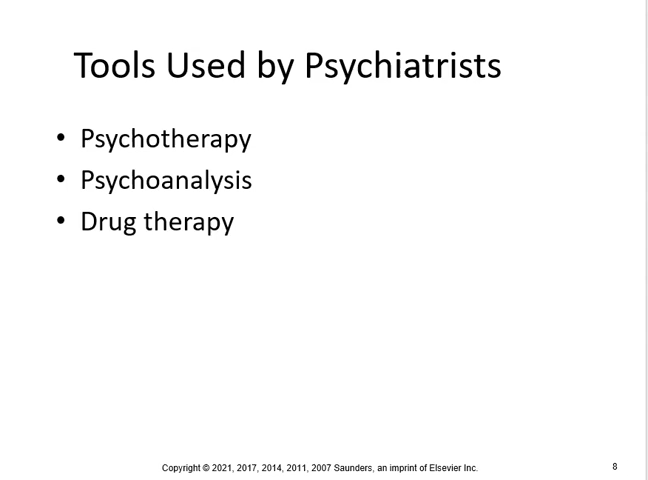 Tools Used by Psychiatrists
• Psychotherapy
• Psychoanalysis
• Drug therapy
Copyright © 2021, 2017, 2014, 2011, 2007 Saunders, an imprint of Elsevier Inc.
8